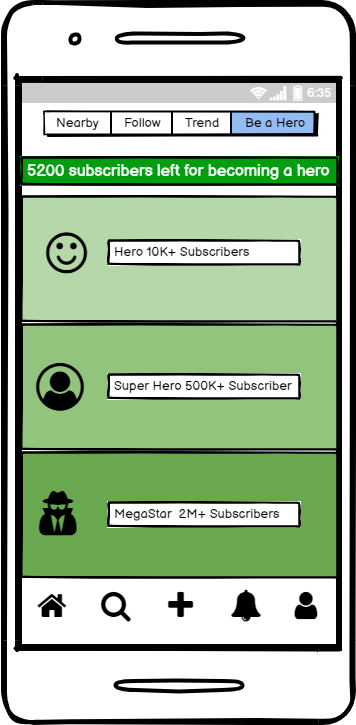 6:35
Nearby Follow Trend Be a Hero
5200 subscribers left for becoming a hero
Hero 10K+ Subscribers
Super Hero 500K+ Subscriber
MegaStar 2M+ Subscribers